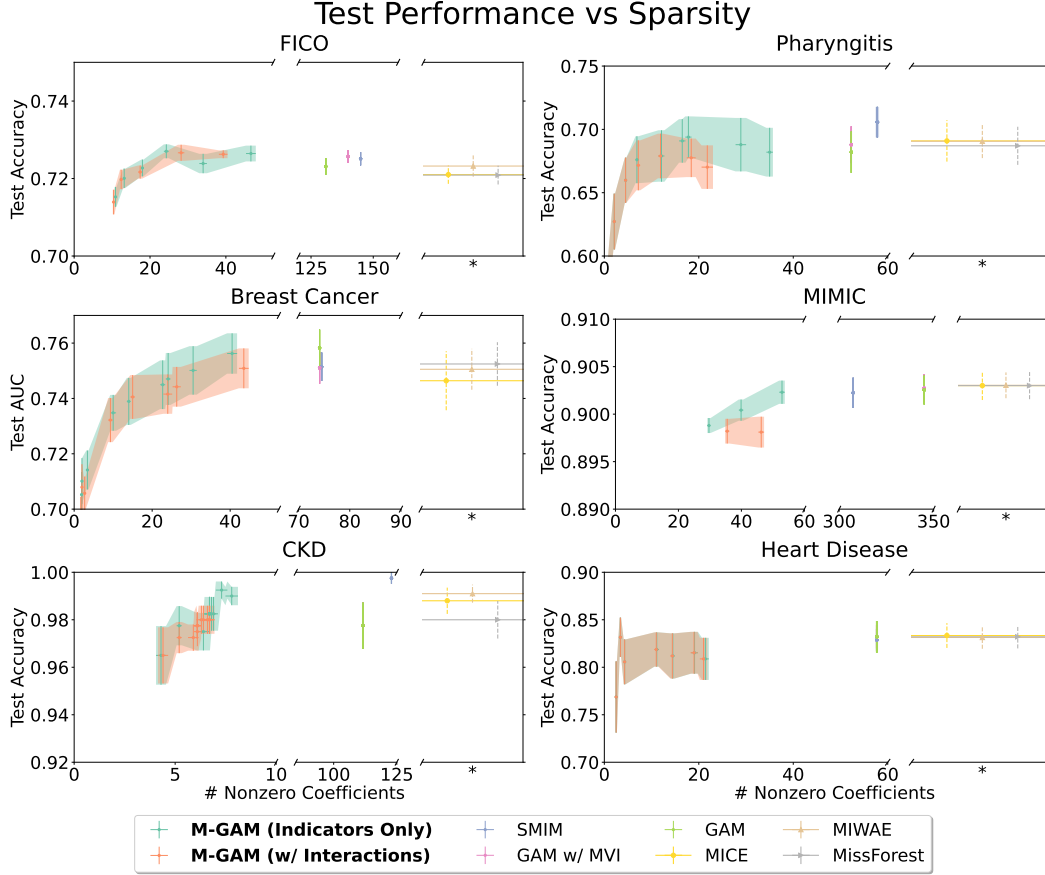 Test Performance vs Sparsity
FICO
Test Accuracy
0.74
0.72
0.70
0 20 40 125 150 *
Pharyngitis
Test Accuracy
0.75
0.70
0.65
0.60
0 20 40 60 *
Breast Cancer
Test AUC
0.76
0.74
0.72
0.70
0 20 40 70 80 90 *
MIMIC
Test Accuracy
0.910
0.905
0.900
0.895
0.890
0 20 40 60 300 350 *
CKD
Test Accuracy
1.00
0.98
0.96
0.94
0.92
0 5 10 100 125 *
# Nonzero Coefficients
Heart Disease
Test Accuracy
0.90
0.85
0.80
0.75
0.70
0 20 40 60 *
# Nonzero Coefficients
M-GAM (Indicators Only) SMIM GAM MIWAE
M-GAM (w/ Interactions) GAM w/ MVI MICE MissForest